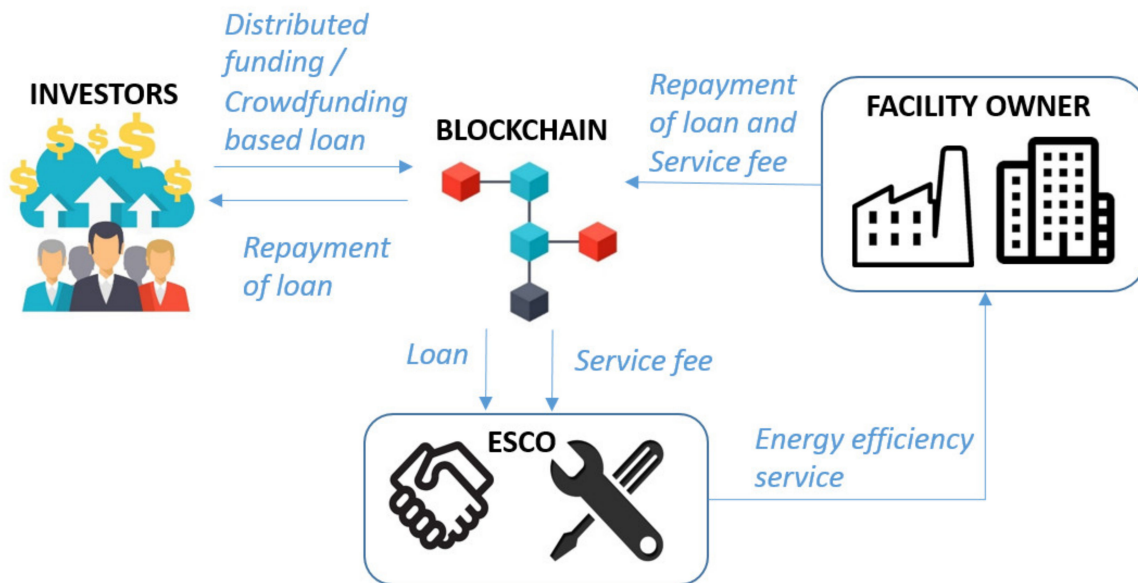 INVESTORS
Distributed
funding /
Crowdfunding
based loan
Repayment
of loan
BLOCKCHAIN
Repayment
of loan and
Service fee
FACILITY OWNER
Loan
Service fee
ESCO
Energy efficiency
service